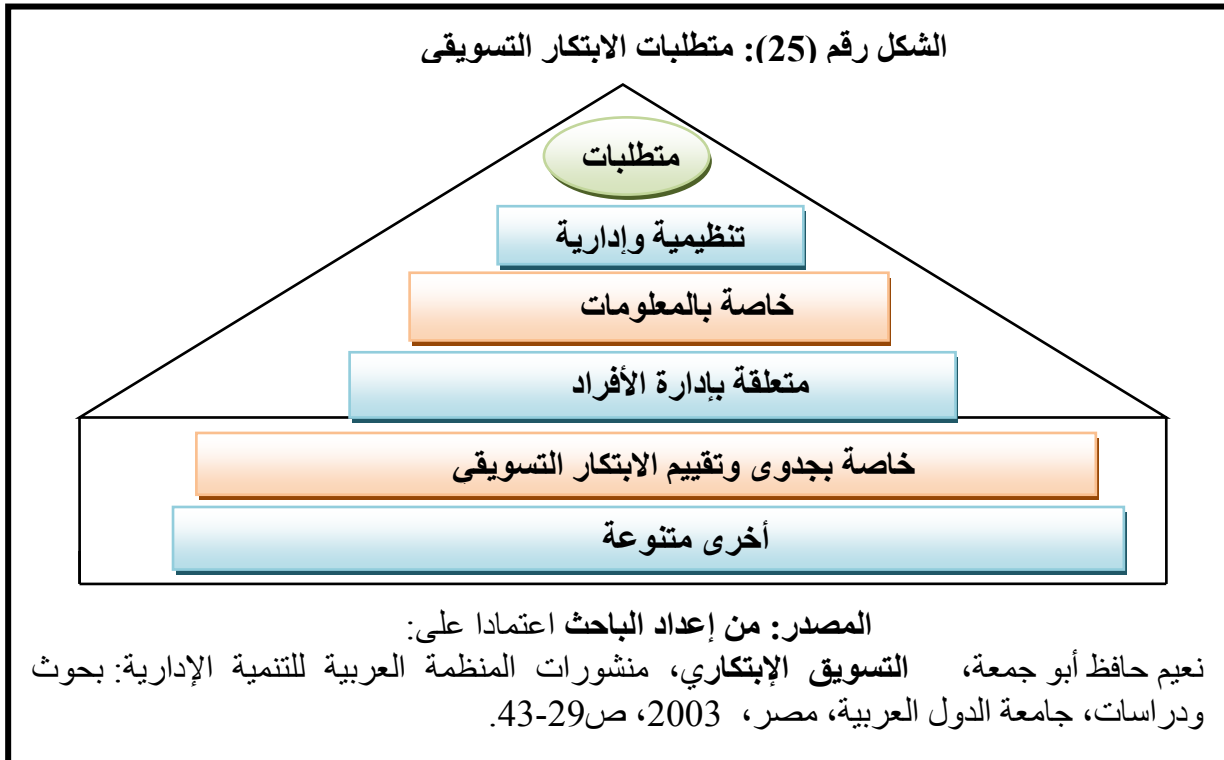 الشكل رقم (25): متطلبات الابتكار التسويقي
متطلبات
تنظيمية وإدارية
خاصة بالمعلومات
متعلقة بإدارة الأفراد
خاصة بجدوى وتقييم الابتكار التسويقي
أخرى متنوعة
المصدر: من إعداد الباحث اعتمادا على:
نعيم حافظ أبو جمعة، التسويق الإبتكاري، منشورات المنظمة العربية للتنمية الإدارية: بحوث
ودراسات، جامعة الدول العربية، مصر، 2003، ص29-43.